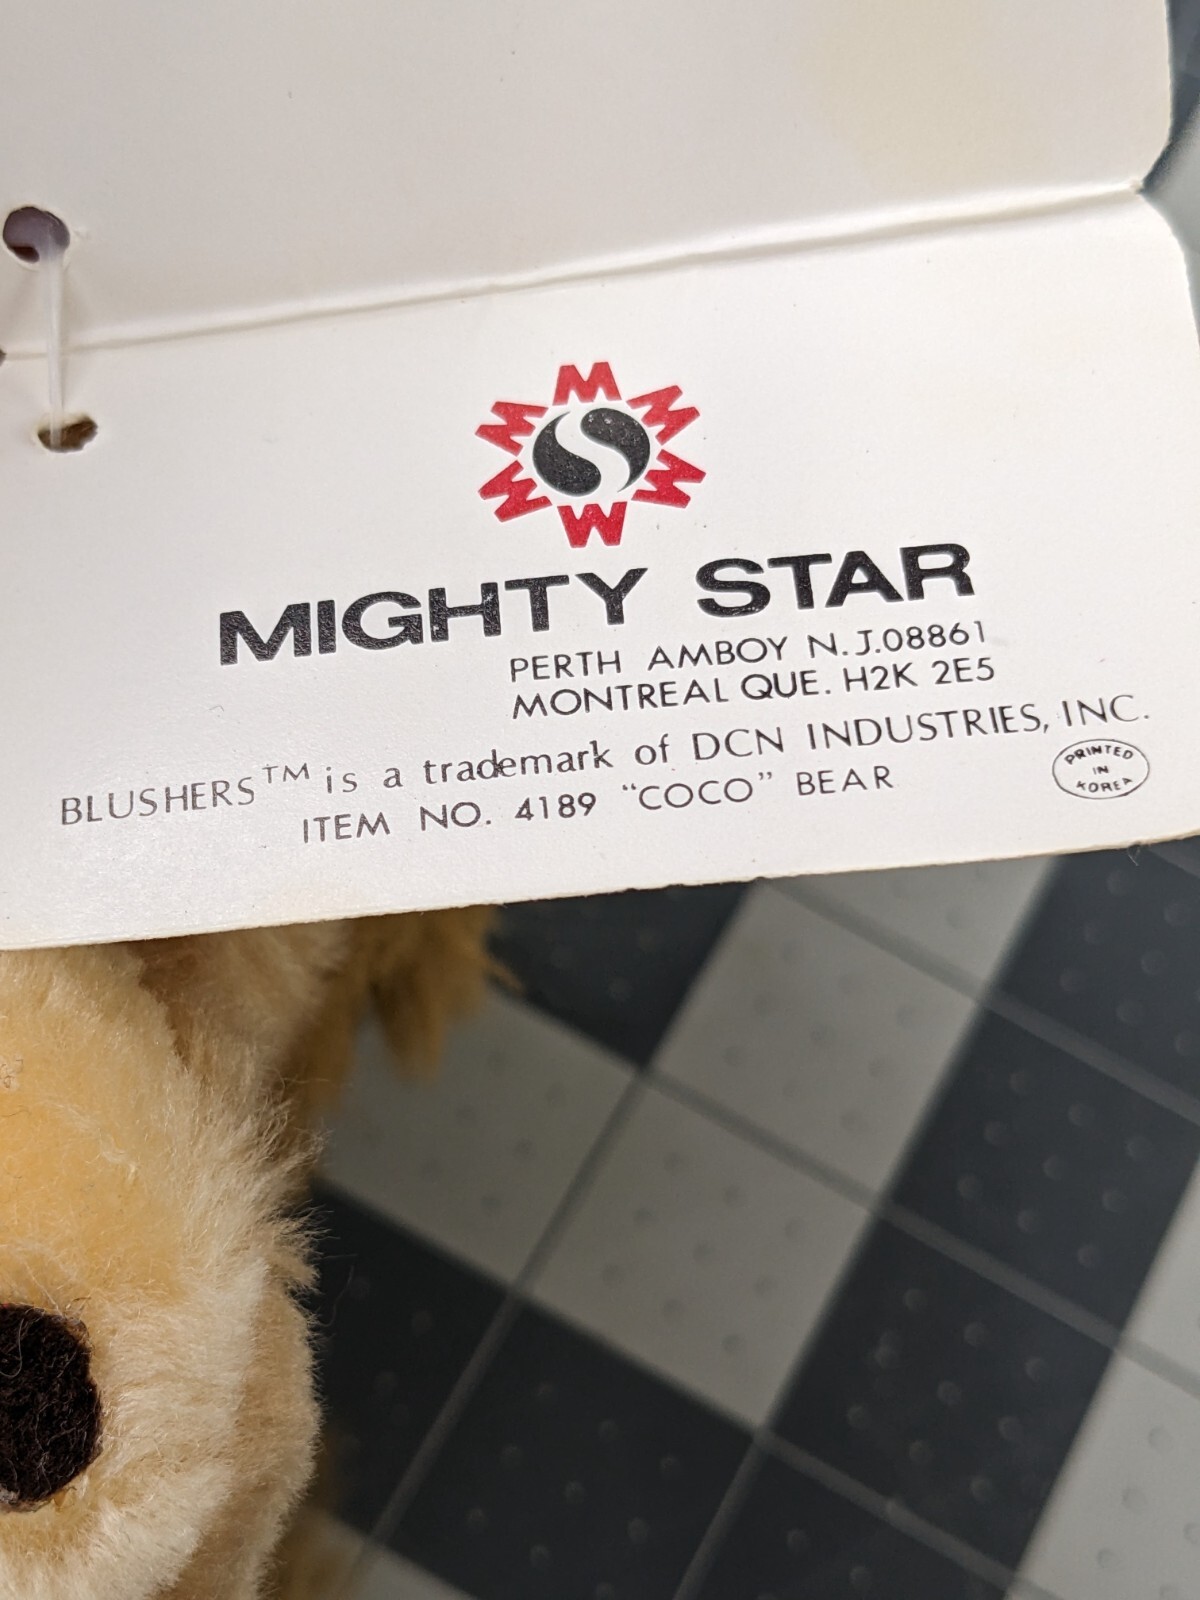 M M M M M M
S
MIGHTY STAR
PERTH AMBOY N.J.08861
MONTREAL QUE. H2K 2E5
BLUSHERS™ is a trademark of DCN INDUSTRIES, INC.
ITEM NO. 4189 “COCO” BEAR
PRINTED
IN
KOREA